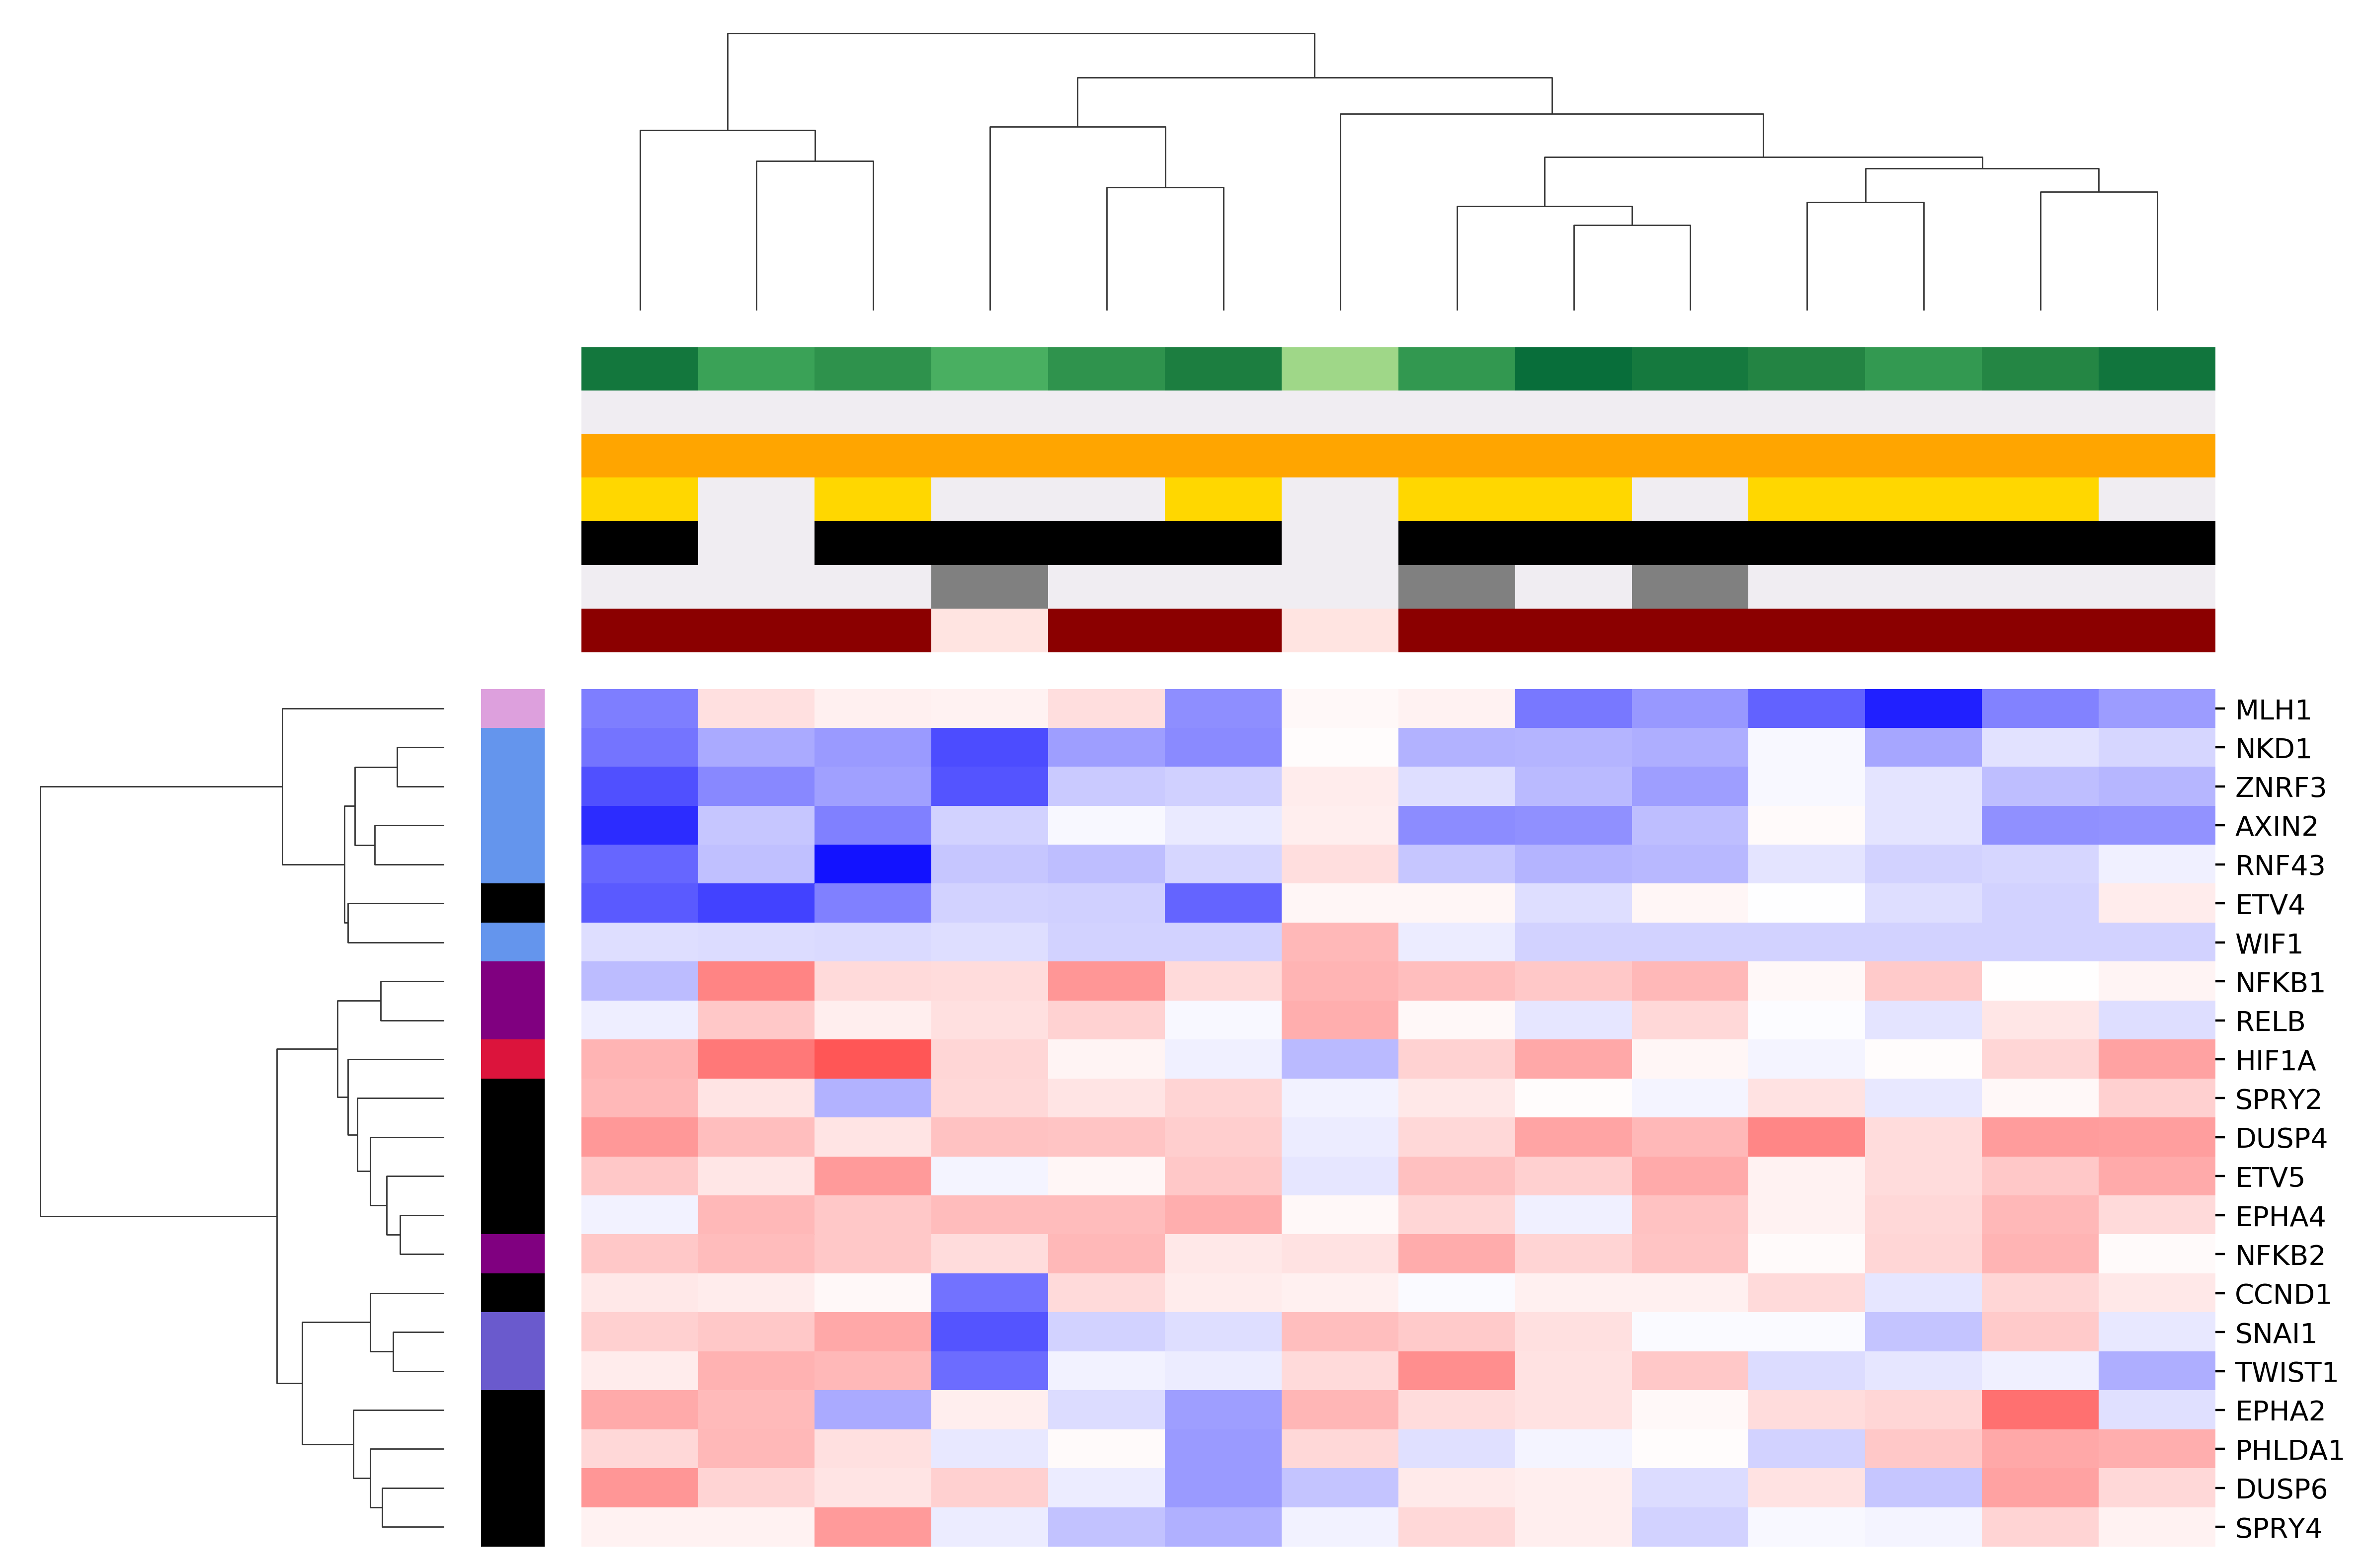 MLH1
NKD1
ZNRF3
AXIN2
RNF43
ETV4
WIF1
NFKB1
RELB
HIF1A
SPRY2
DUSP4
ETV5
EPHA4
NFKB2
CCND1
SNAI1
TWIST1
EPHA2
PHLDA1
DUSP6
SPRY4